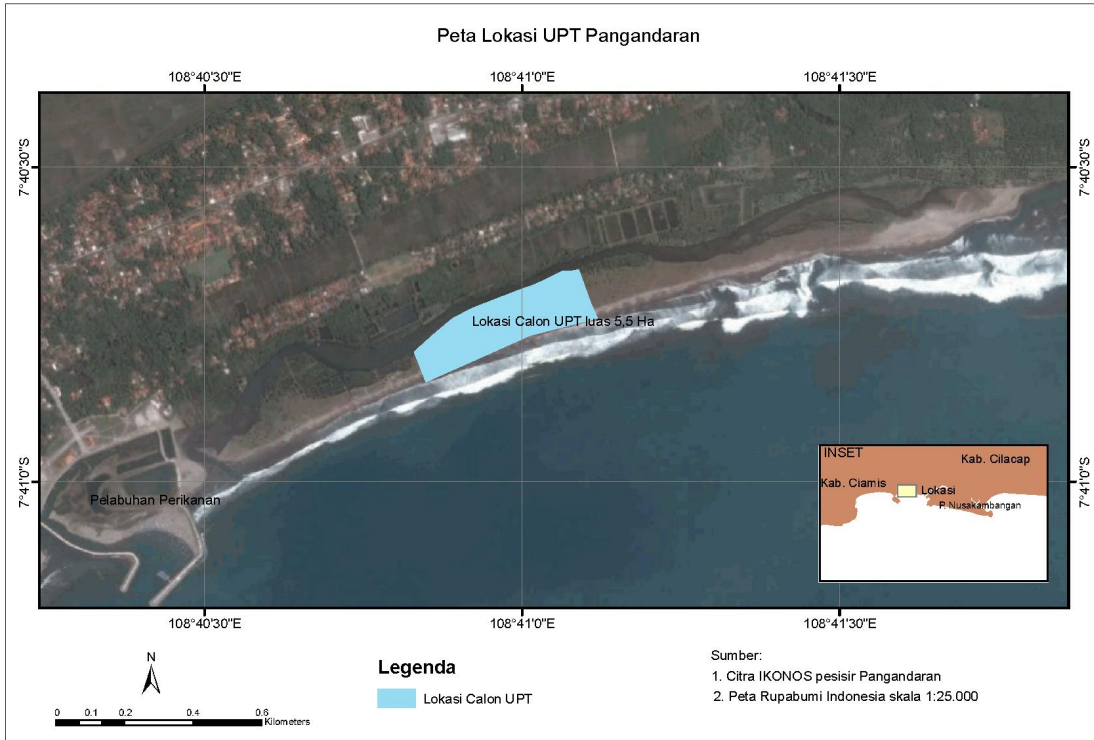 Peta Lokasi UPT Pangandaran
108°40'30"E
108°41'0"E
108°41'30"E
7°40'30"S
7°40'30"S
Lokasi Calon UPT luas 5,5 Ha
7°41'0"S
7°41'0"S
Pelabuhan Perikanan
INSET
Kab. Cilacap
Kab. Ciamis
Lokasi
P. Nusakambangan
108°40'30"E
108°41'0"E
108°41'30"E
N
0 0.1 0.2 0.4 0.6
Kilometers
Legenda
Lokasi Calon UPT
Sumber:
1. Citra IKONOS pesisir Pangandaran
2. Peta Rupabumi Indonesia skala 1:25.000